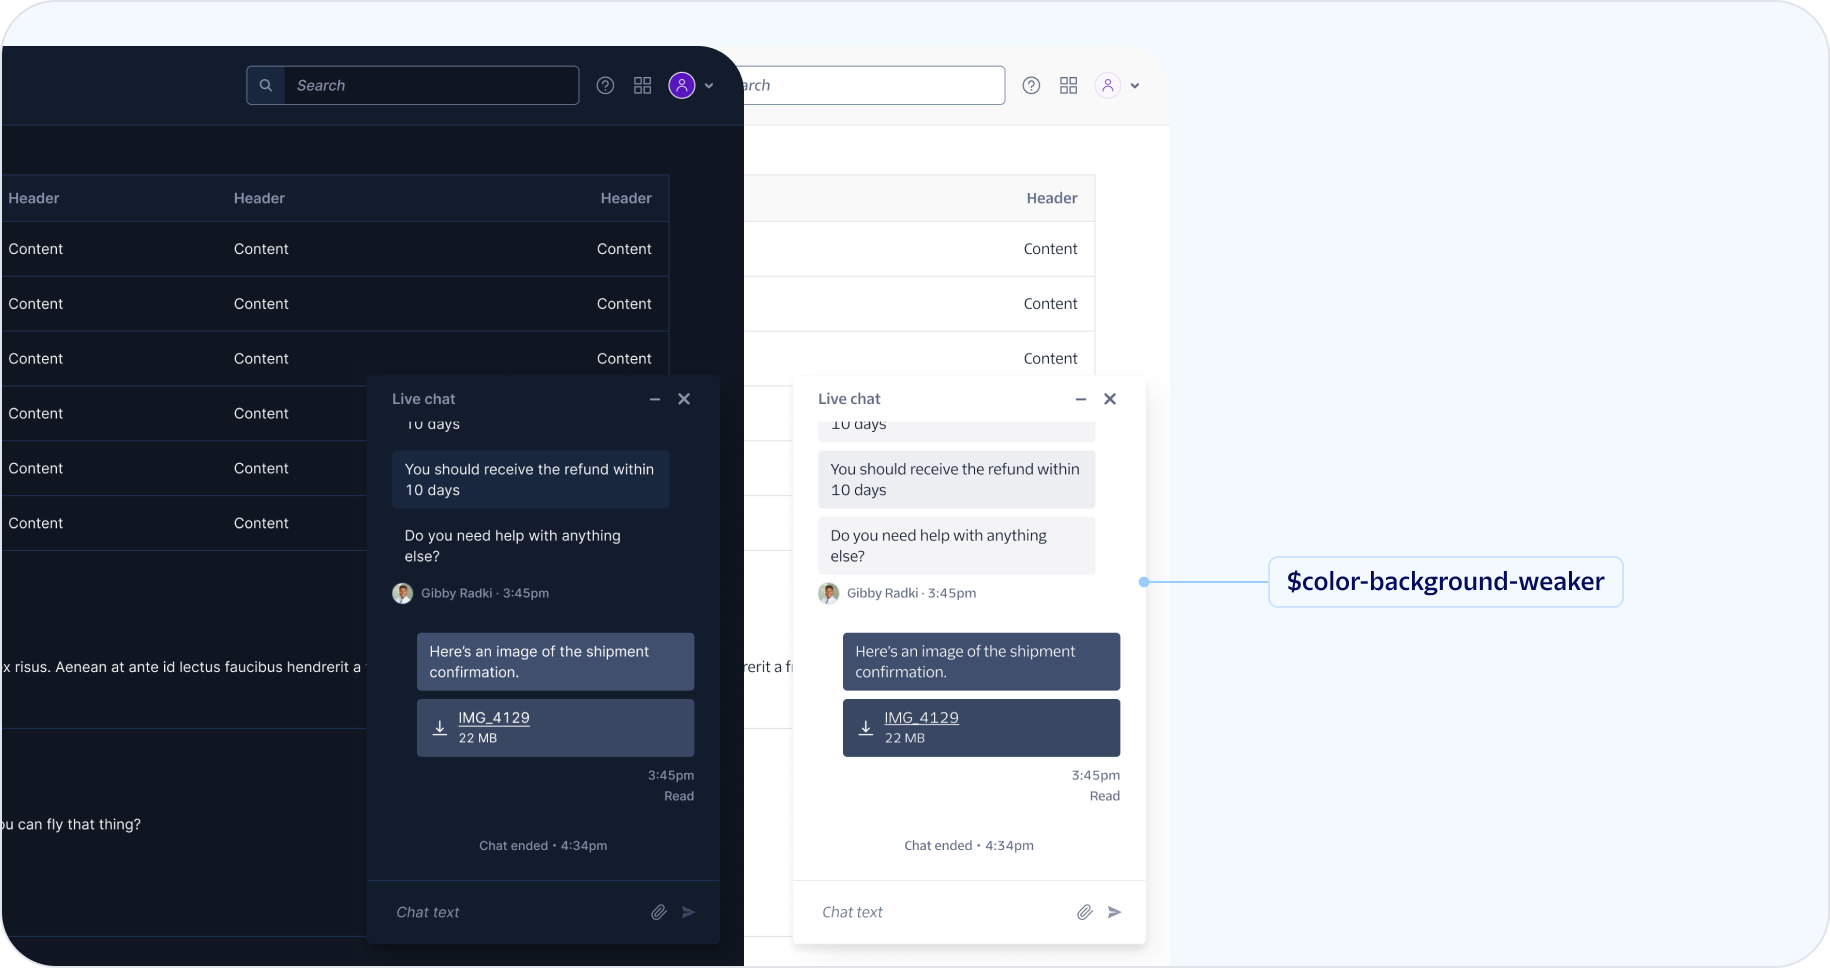 Search
Header Header Header
Content Content Content
Content Content Content
Content Content Content
Content Content
Content Content
Content Content
x risus. Aenean at ante id lectus faucibus hendrerit a
ou can fly that thing?
Live chat
10 days
You should receive the refund within
10 days
Do you need help with anything
else?
Gibby Radki · 3:45pm
Here's an image of the shipment
confirmation.
IMG_4129
22 MB
3:45pm
Read
Chat ended • 4:34pm
Chat text
arch
Header
Content
Content
Content
rerit a f
Live chat
10 days
You should receive the refund within
10 days
Do you need help with anything
else?
Gibby Radki · 3:45pm
Here's an image of the shipment
confirmation.
IMG_4129
22 MB
3:45pm
Read
Chat ended • 4:34pm
Chat text
$color-background-weaker